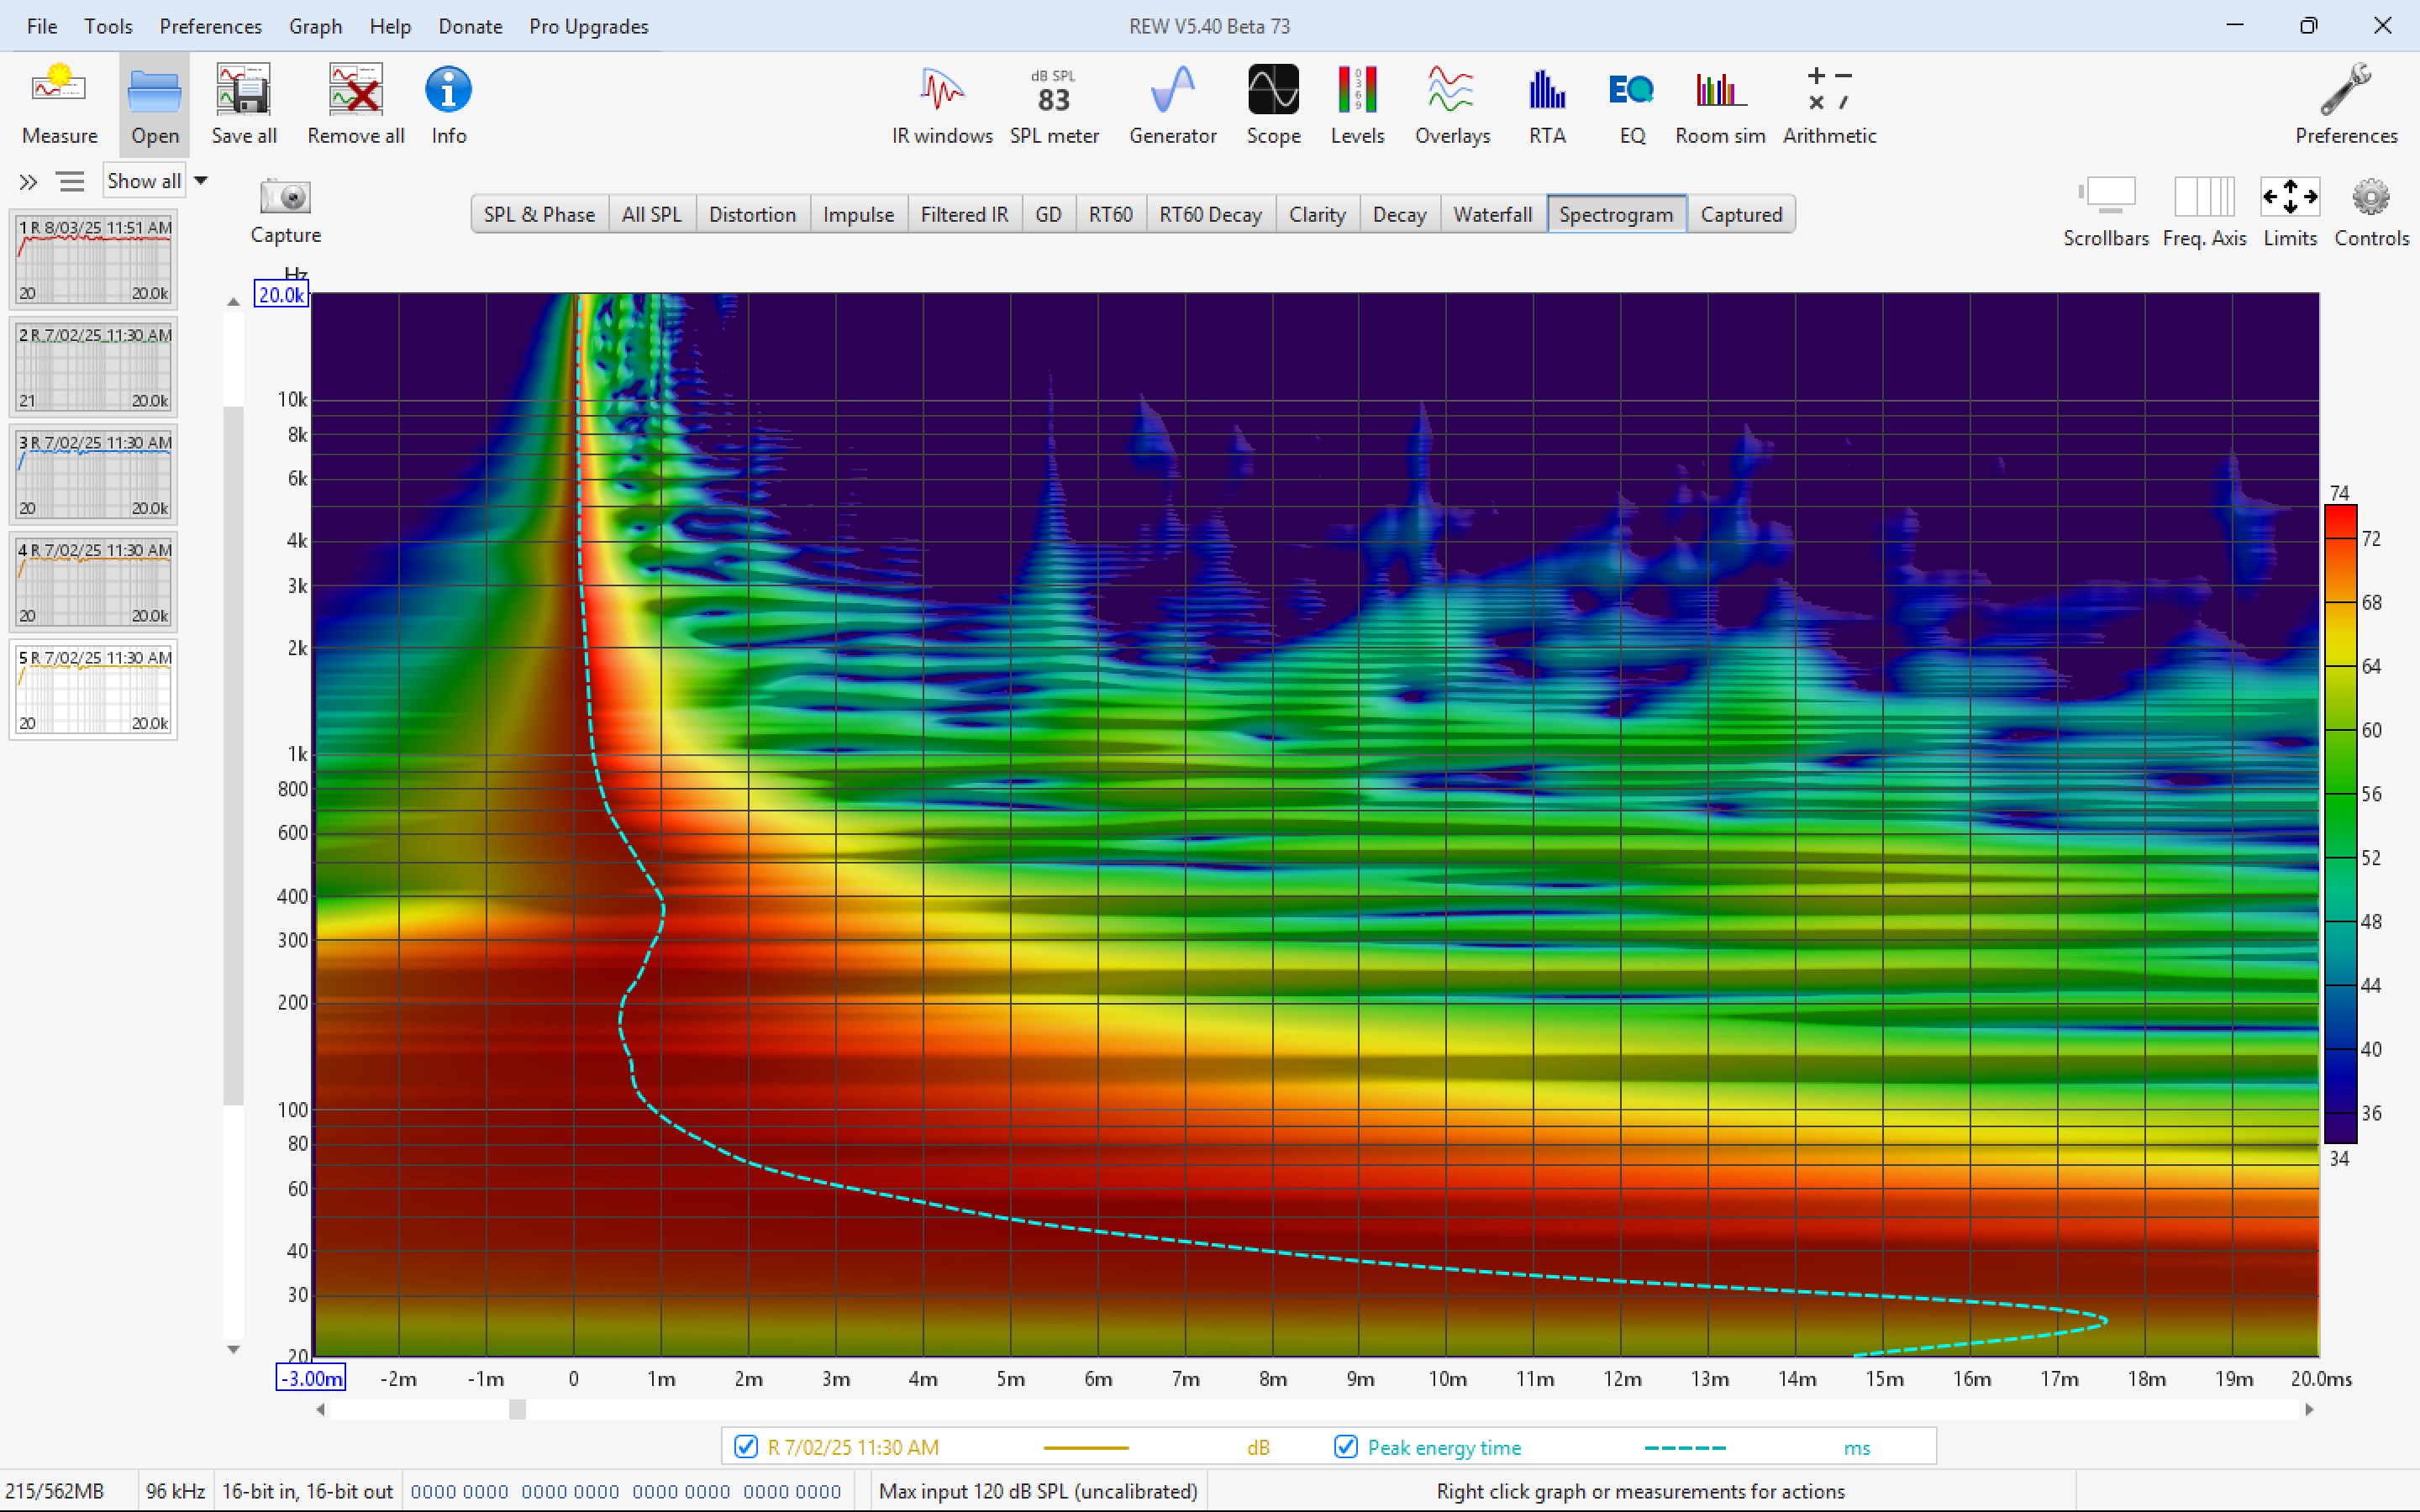 File Tools Preferences Graph Help Donate Pro Upgrades
REW V5.40 Beta 73
Measure Open Save all Remove all Info
dB SPL
83
0 3 6 9
EQ
IR windows SPL meter Generator Scope Levels Overlays RTA EQ Room sim Arithmetic
Preferences
Show all
Capture
SPL & Phase All SPL Distortion Impulse Filtered IR GD RT60 RT60 Decay Clarity Decay Waterfall Spectrogram Captured
Scrollbars Freq. Axis Limits Controls
1 R 8/03/25 11:51 AM
20 20.0k
2 R 7/02/25 11:30 AM
21 20.0k
3 R 7/02/25 11:30 AM
20 20.0k
4 R 7/02/25 11:30 AM
20 20.0k
5 R 7/02/25 11:30 AM
20 20.0k
Hz
20.0k
10k
8k
6k
4k
3k
2k
1k
800
600
400
300
200
100
80
60
40
30
20
74
72
68
64
60
56
52
48
44
40
36
34
-3.00m -2m -1m 0 1m 2m 3m 4m 5m 6m 7m 8m 9m 10m 11m 12m 13m 14m 15m 16m 17m 18m 19m 20.0ms
R 7/02/25 11:30 AM dB Peak energy time ms
215/562MB 96 kHz 16-bit in, 16-bit out 0000 0000 0000 0000 0000 0000 0000 0000 Max input 120 dB SPL (uncalibrated) Right click graph or measurements for actions